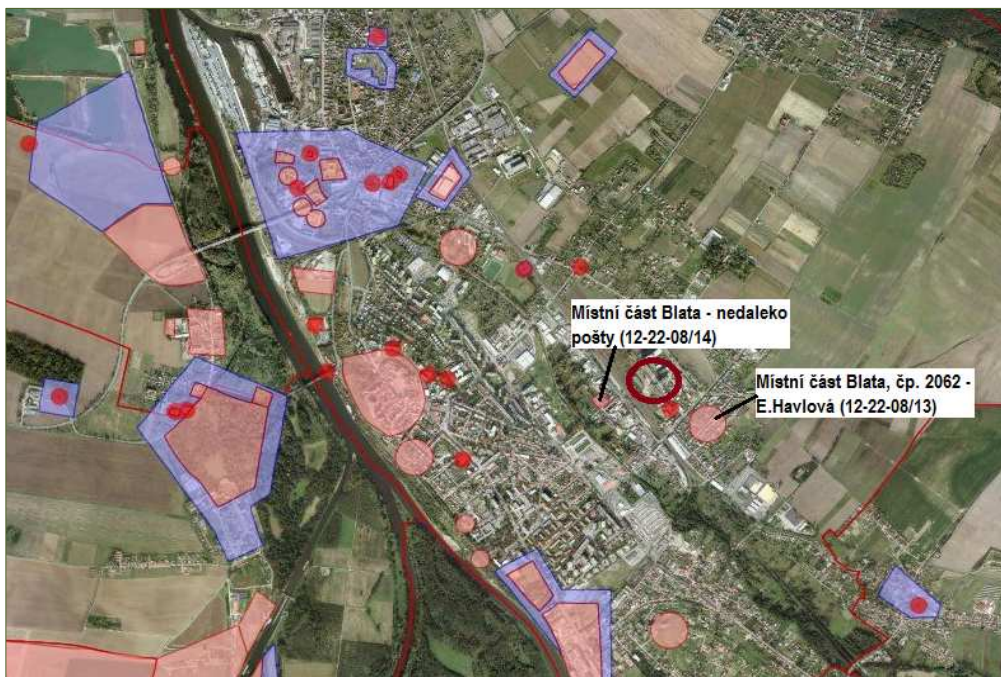 Místní část Blata - nedaleko
pošty (12-22-08/14)
Místní část Blata, čp. 2062 -
E.Havlová (12-22-08/13)